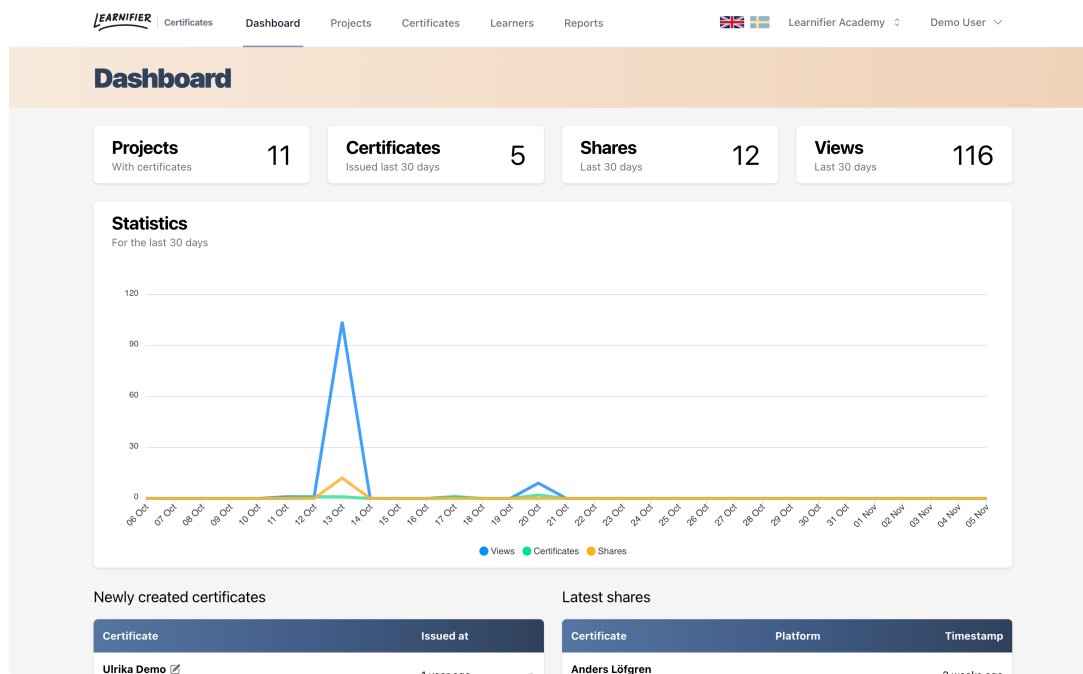 LEARNIFIER Certificates Dashboard Projects Certificates Learners Reports Learnifier Academy Demo User
Dashboard
Projects
With certificates
11
Certificates
Issued last 30 days
5
Shares
Last 30 days
12
Views
Last 30 days
116
Statistics
For the last 30 days
120
90
60
30
0
06 Oct 07 Oct 08 Oct 09 Oct 10 Oct 11 Oct 12 Oct 13 Oct 14 Oct 15 Oct 16 Oct 17 Oct 18 Oct 19 Oct 20 Oct 21 Oct 22 Oct 23 Oct 24 Oct 25 Oct 26 Oct 27 Oct 28 Oct 29 Oct 30 Oct 31 Oct 01 Nov 02 Nov 03 Nov 04 Nov 05 Nov
Views Certificates Shares
Newly created certificates
Certificate Issued at
Ulrika Demo 1 year ago
Latest shares
Certificate Platform Timestamp
Anders Löfgren 2 weeks ago